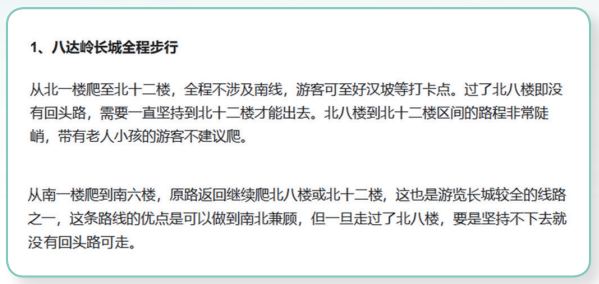 1、八达岭长城全程步行
从北一楼爬至北十二楼，全程不涉及南线，游客可至好汉坡等打卡点。过了北八楼即没
有回头路，需要一直坚持到北十二楼才能出去。北八楼到北十二楼区间的路程非常陡
峭，带有老人小孩的游客不建议爬。
从南一楼爬到南六楼，原路返回继续爬北八楼或北十二楼，这也是游览长城较全的线路
之一，这条路线的优点是可以做到南北兼顾，但一旦走过了北八楼，要是坚持不下去就
没有回头路可走。